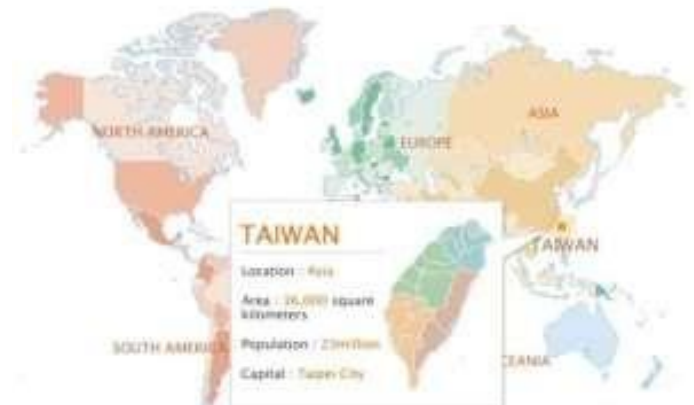 NORTH AMERICA
EUROPE
ASIA
TAIWAN
TAIWAN
Location : Asia
Area : 36,000 square
kilometers
Population : 23million
Capital : Taipei City
SOUTH AMERICA
OCEANIA